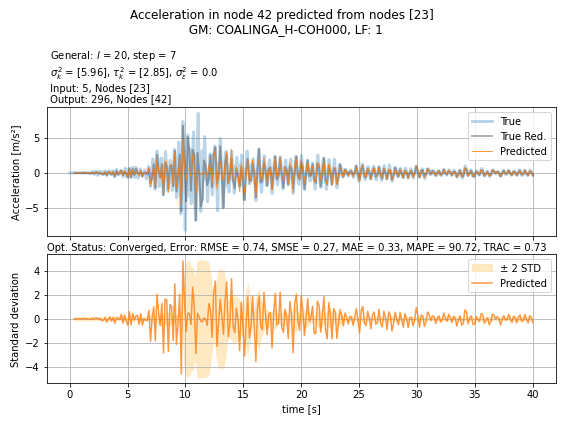 Acceleration in node 42 predicted from nodes [23]
GM: COALINGA_H-COH000, LF: 1
General: l = 20, step = 7
σ²ₖ = [5.96], τ²ₖ = [2.85], σ²ₑ = 0.0
Input: 5, Nodes [23]
Output: 296, Nodes [42]
True
True Red.
Predicted
Acceleration [m/s²]
5
0
−5
Opt. Status: Converged, Error: RMSE = 0.74, SMSE = 0.27, MAE = 0.33, MAPE = 90.72, TRAC = 0.73
± 2 STD
Predicted
Standard deviation
4
2
0
−2
−4
0 5 10 15 20 25 30 35 40
time [s]